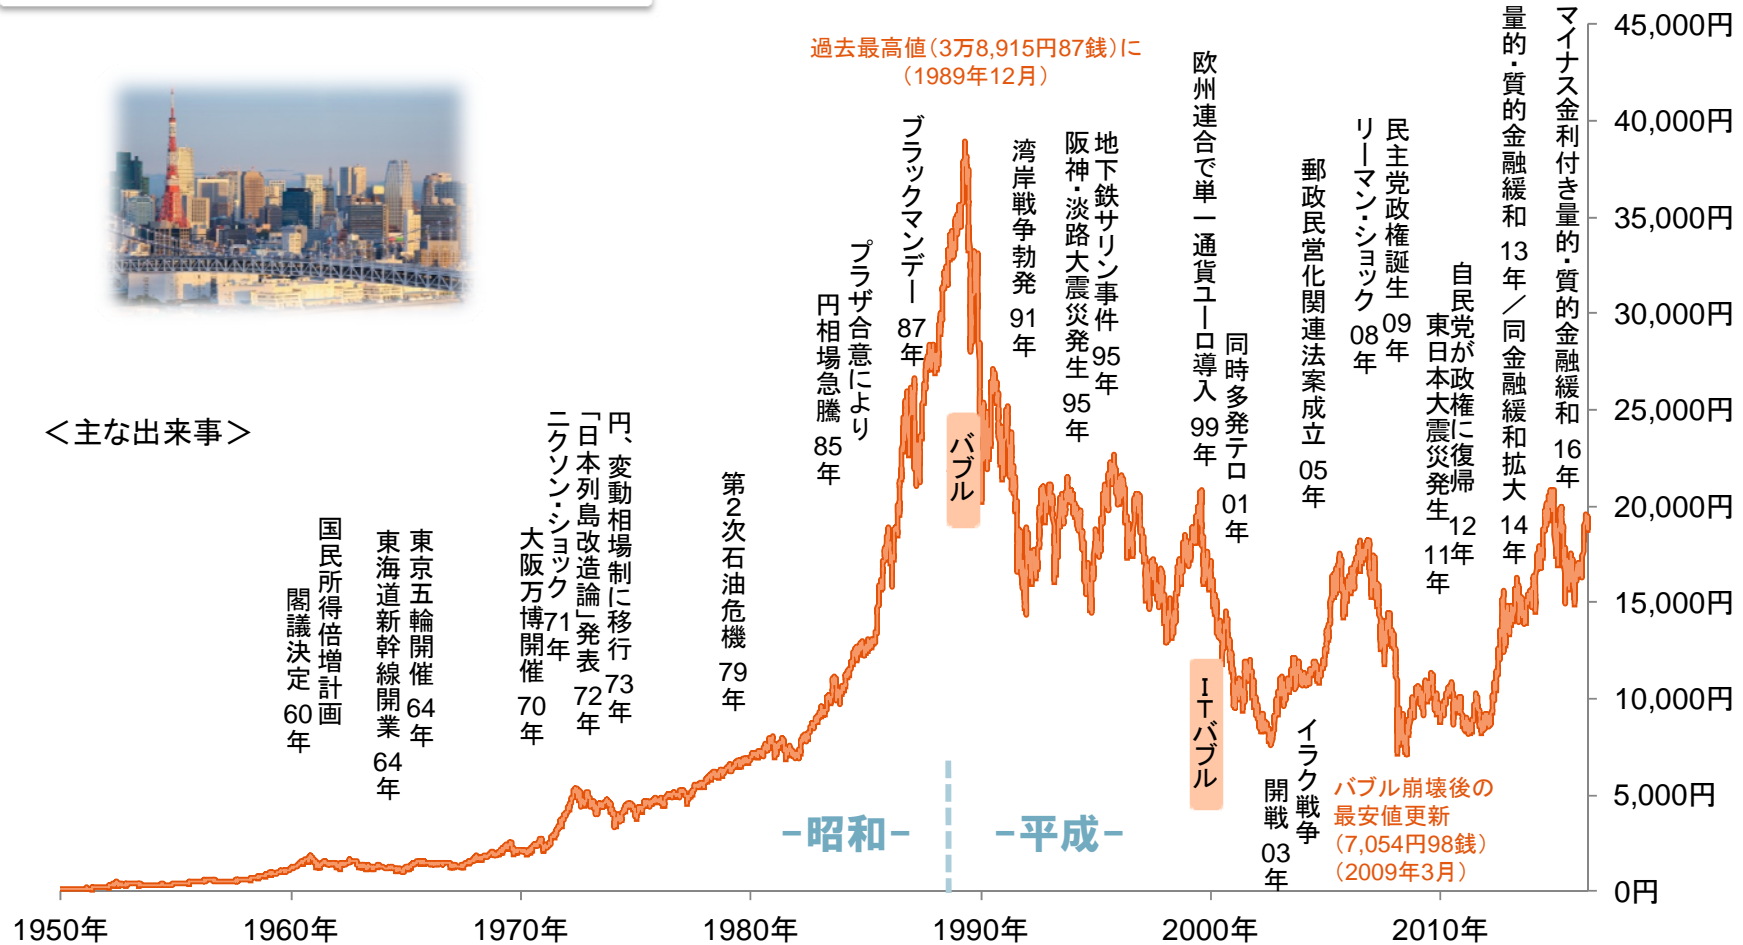 過去最高値(3万8,915円87銭)に
(1989年12月)
<主な出来事>
国民所得倍増計画
閣議決定 60年
東海道新幹線開業 64年
東京五輪開催 64年
大阪万博開催 70年
ニクソン・ショック 71年
「日本列島改造論」発表 72年
円、変動相場制に移行 73年
第2次石油危機 79年
プラザ合意により
円相場急騰 85年
ブラックマンデー 87年
バブル
湾岸戦争勃発 91年
阪神・淡路大震災発生 95年
地下鉄サリン事件 95年
欧州連合で単一通貨ユーロ導入 99年
ITバブル
同時多発テロ 01年
イラク戦争
開戦 03年
郵政民営化関連法案成立 05年
リーマン・ショック 08年
民主党政権誕生 09年
東日本大震災発生 11年
自民党が政権に復帰 12年
量的・質的金融緩和 13年/同金融緩和拡大 14年
マイナス金利付き量的・質的金融緩和 16年
バブル崩壊後の
最安値更新
(7,054円98銭)
(2009年3月)
-昭和-
-平成-
45,000円
40,000円
35,000円
30,000円
25,000円
20,000円
15,000円
10,000円
5,000円
0円
1950年
1960年
1970年
1980年
1990年
2000年
2010年